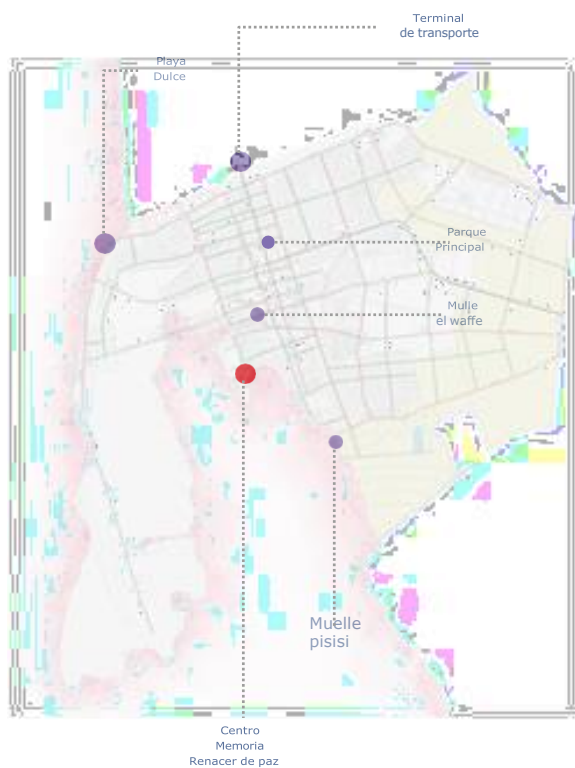 Terminal
de transporte
Playa
Dulce
Parque
Principal
Mulle
el waffe
Muelle
pisisi
Centro
Memoria
Renacer de paz